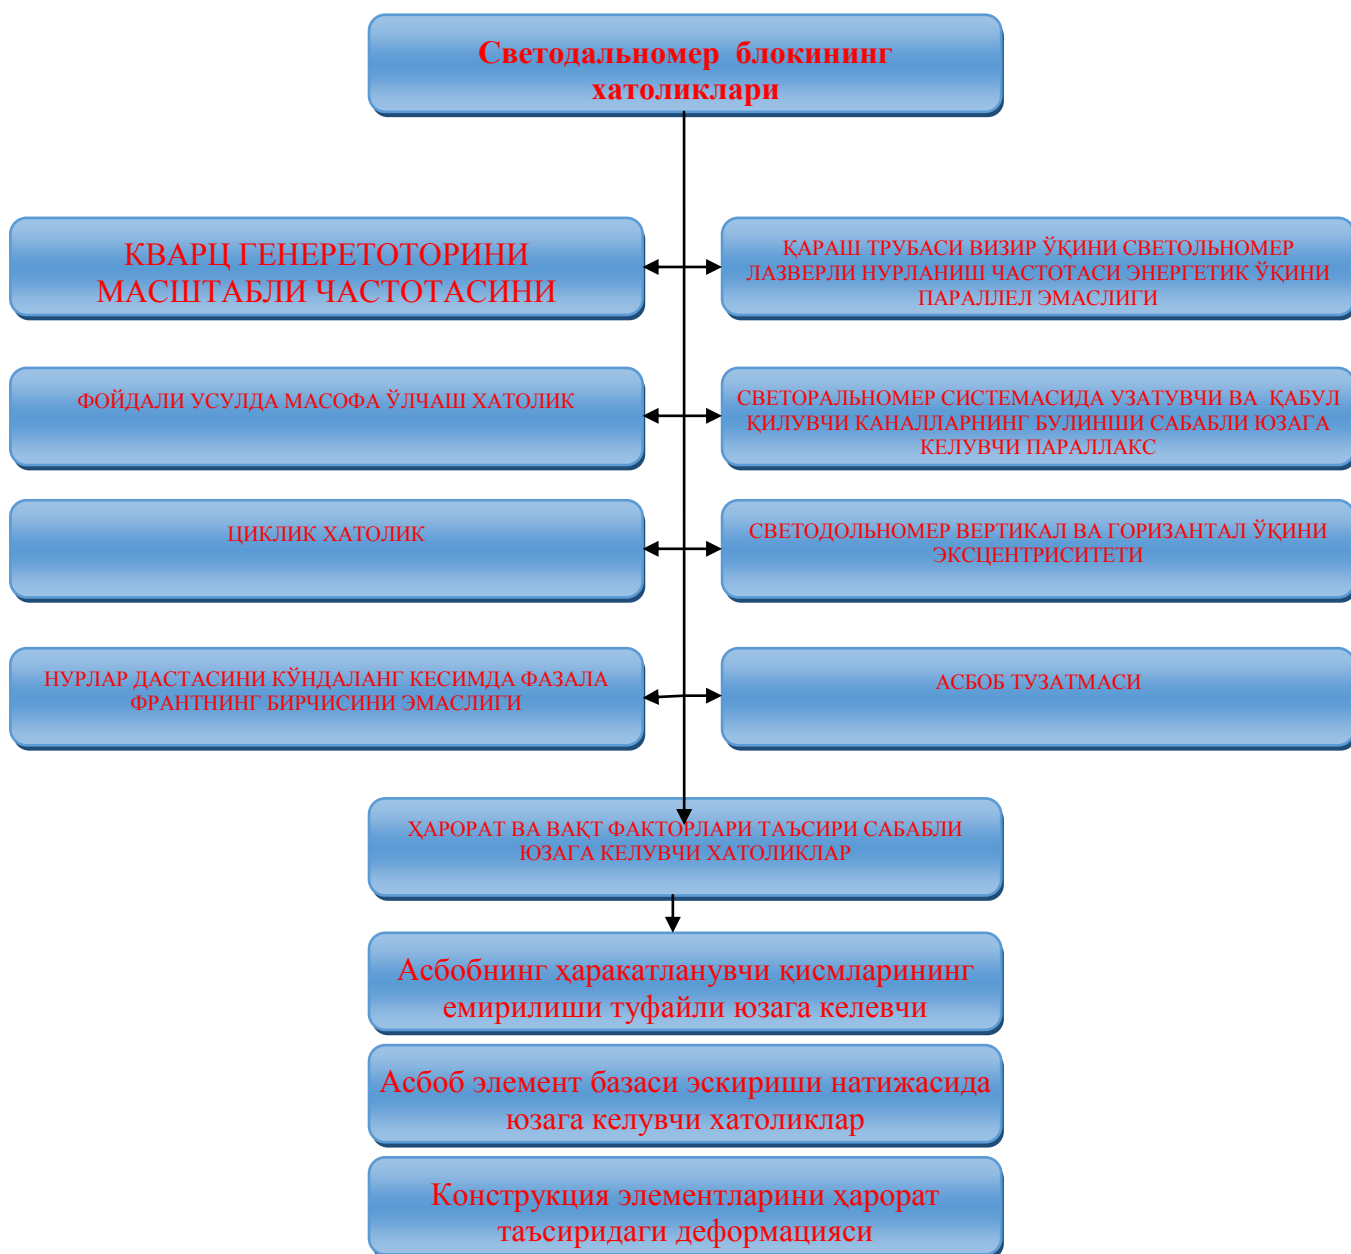 Светодальномер блокининг
хатоликлари
КВАРЦ ГЕНЕРЕТОТОРИНИ
МАСШТАБЛИ ЧАСТОТАСИНИ
ҚАРАШ ТРУБАСИ ВИЗИР ЎҚИНИ СВЕТОЛЬНОМЕР
ЛАЗВЕРЛИ НУРЛАНИШ ЧАСТОТАСИ ЭНЕРГЕТИК ЎҚИНИ
ПАРАЛЛЕЛ ЭМАСЛИГИ
ФОЙДАЛИ УСУЛДА МАСОФА ЎЛЧАШ ХАТОЛИК
СВЕТОРАЛЬНОМЕР СИСТЕМАСИДА УЗАТУВЧИ ВА ҚАБУЛ
ҚИЛУВЧИ КАНАЛЛАРНИНГ БУЛИНШИ САБАБЛИ ЮЗАГА
КЕЛУВЧИ ПАРАЛЛАКС
ЦИКЛИК ХАТОЛИК
СВЕТОДОЛЬНОМЕР ВЕРТИКАЛ ВА ГОРИЗАНТАЛ ЎҚИНИ
ЭКСЦЕНТРИСИТЕТИ
НУРЛАР ДАСТАСИНИ КЎНДАЛАНГ КЕСИМДА ФАЗАЛА
ФРАНТНИНГ БИРЧИСИНИ ЭМАСЛИГИ
АСБОБ ТУЗАТМАСИ
ҲАРОРАТ ВА ВАҚТ ФАКТОРЛАРИ ТАЪСИРИ САБАБЛИ
ЮЗАГА КЕЛУВЧИ ХАТОЛИКЛАР
Асбобнинг ҳаракатланувчи қисмларининг
емирилиши туфайли юзага келевчи
Асбоб элемент базаси эскириши натижасида
юзага келувчи хатоликлар
Конструкция элементларини ҳарорат
таъсиридаги деформацияси